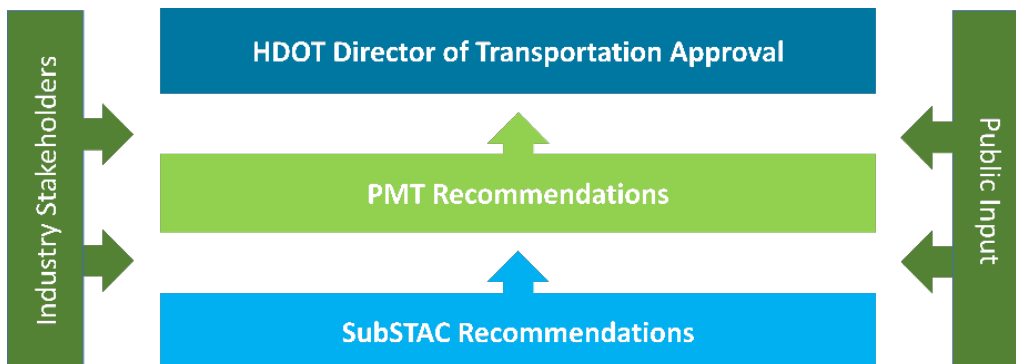 Industry Stakeholders
HDOT Director of Transportation Approval
PMT Recommendations
SubSTAC Recommendations
Public Input